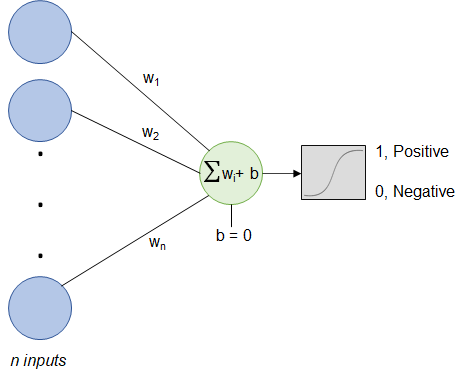 w1
w2
∑wi+ b
1, Positive
0, Negative
b = 0
wn
n inputs